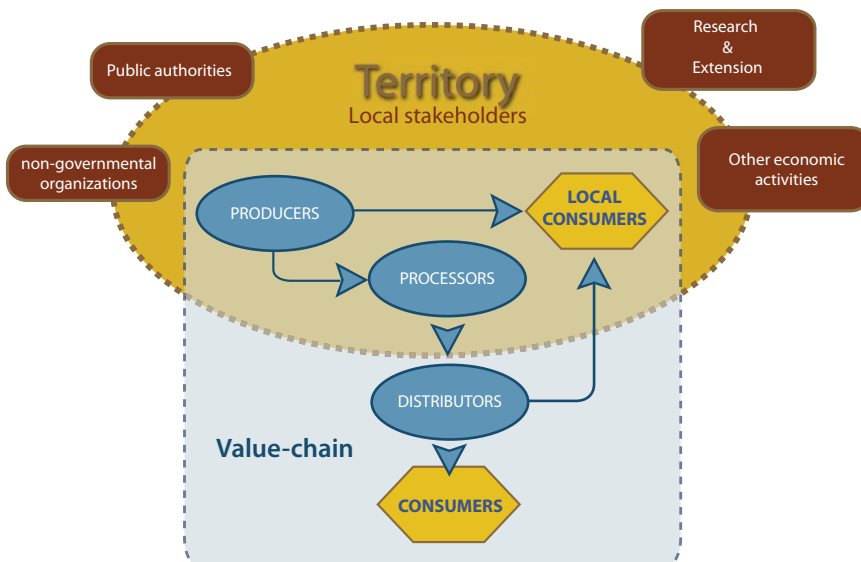 Research
&
Extension
Public authorities
Territory
Local stakeholders
non-governmental
organizations
Other economic
activities
LOCAL
CONSUMERS
PRODUCERS
PROCESSORS
DISTRIBUTORS
Value-chain
CONSUMERS